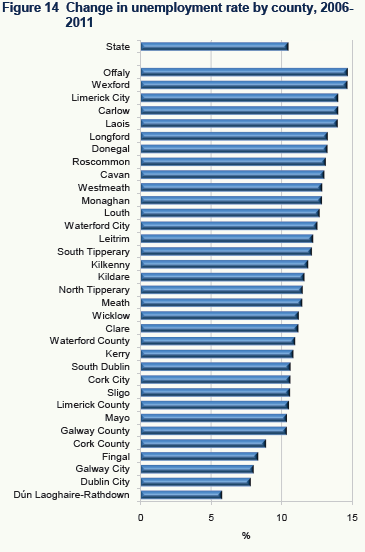 Figure 14 Change in unemployment rate by county, 2006-
2011
State
Offaly
Wexford
Limerick City
Carlow
Laois
Longford
Donegal
Roscommon
Cavan
Westmeath
Monaghan
Louth
Waterford City
Leitrim
South Tipperary
Kilkenny
Kildare
North Tipperary
Meath
Wicklow
Clare
Waterford County
Kerry
South Dublin
Cork City
Sligo
Limerick County
Mayo
Galway County
Cork County
Fingal
Galway City
Dublin City
Dún Laoghaire-Rathdown
0 5 10 15
%